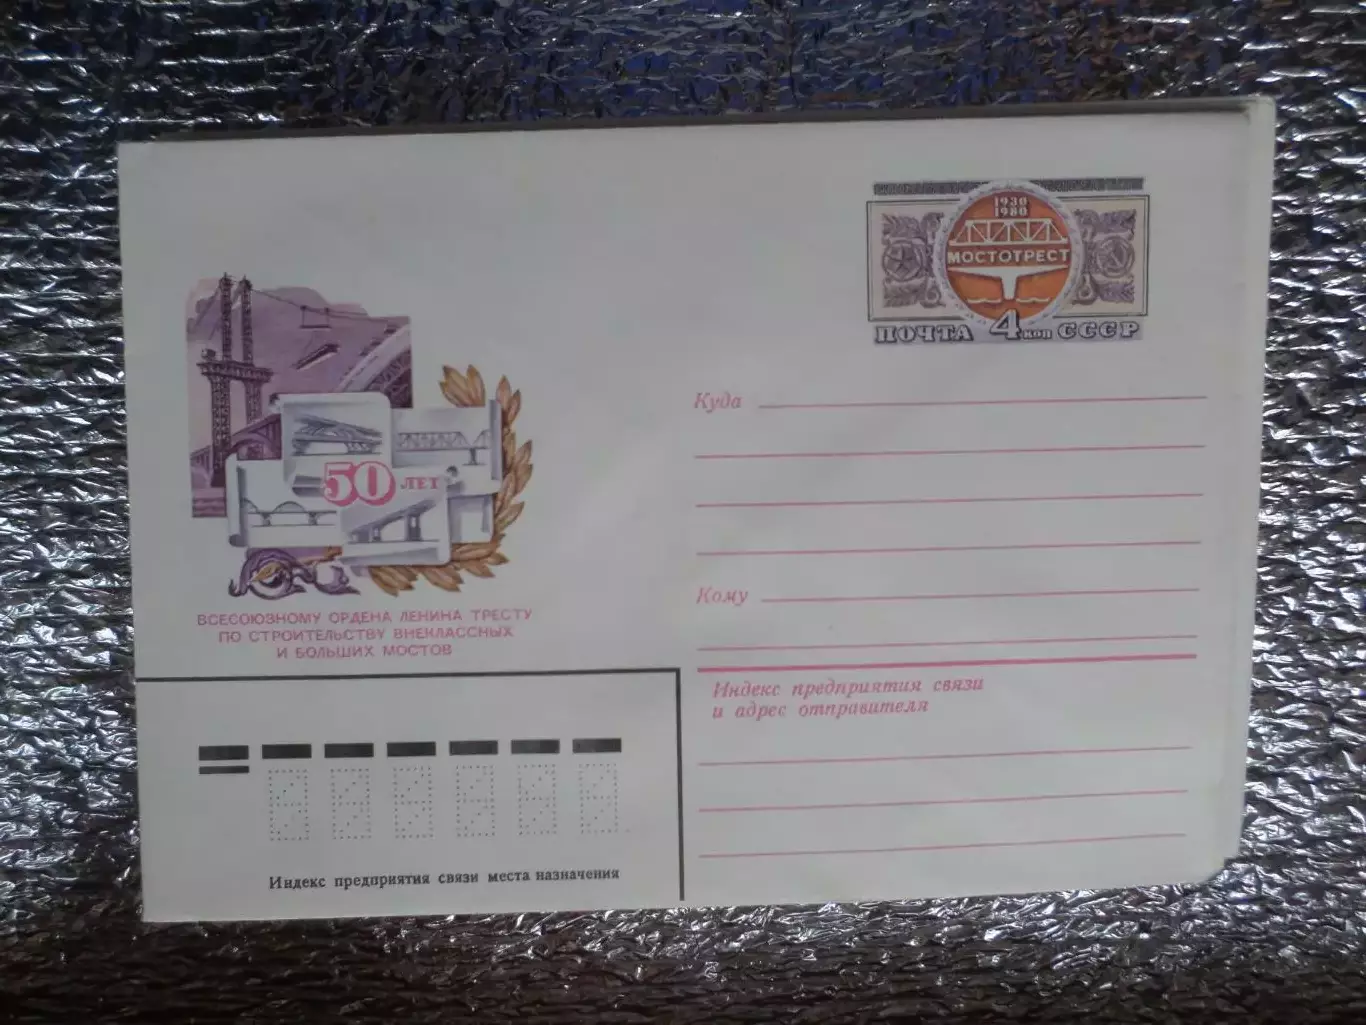 1930
1980
МОСТОТРЕСТ
ПОЧТА 4 коп СССР
50 ЛЕТ
ВСЕСОЮЗНОМУ ОРДЕНА ЛЕНИНА ТРЕСТУ
ПО СТРОИТЕЛЬСТВУ ВНЕКЛАССНЫХ
И БОЛЬШИХ МОСТОВ
Куда
Кому
Индекс предприятия связи
и адрес отправителя
Индекс предприятия связи места назначения